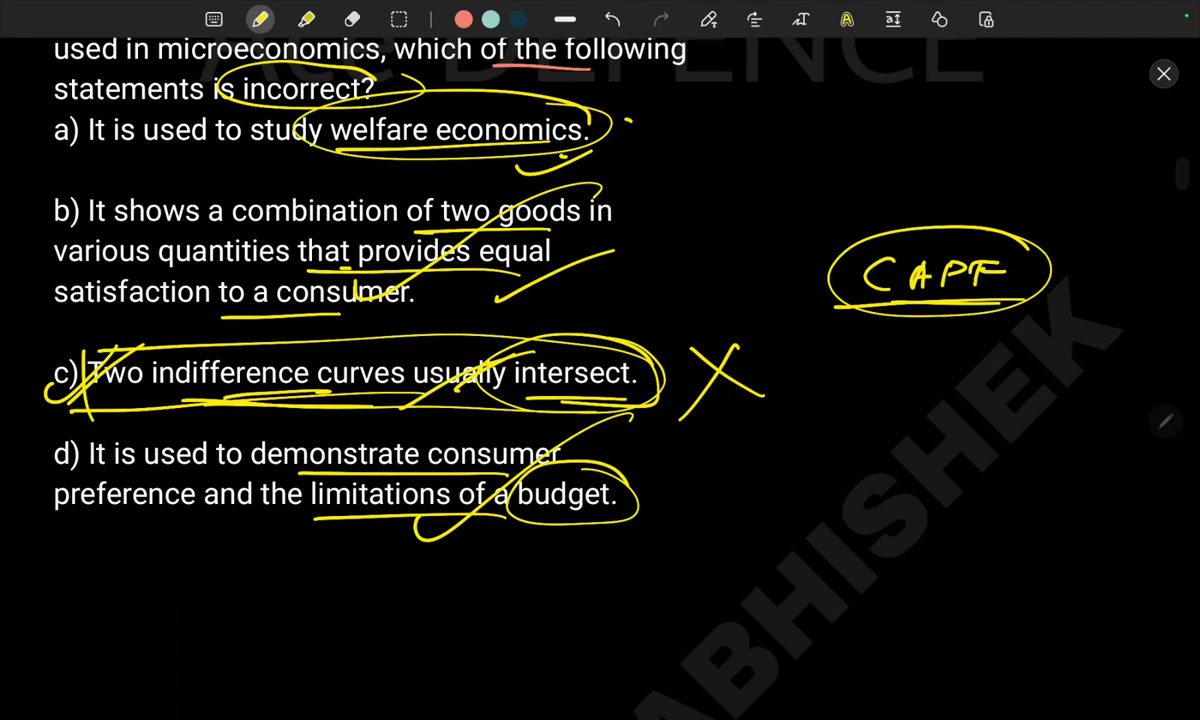 Ace DEFENCE
used in microeconomics, which of the following
statements is incorrect?
a) It is used to study welfare economics.
b) It shows a combination of two goods in
various quantities that provides equal
satisfaction to a consumer.
CAPF
c) Two indifference curves usually intersect.
d) It is used to demonstrate consumer
preference and the limitations of a budget.
ABHISHEK